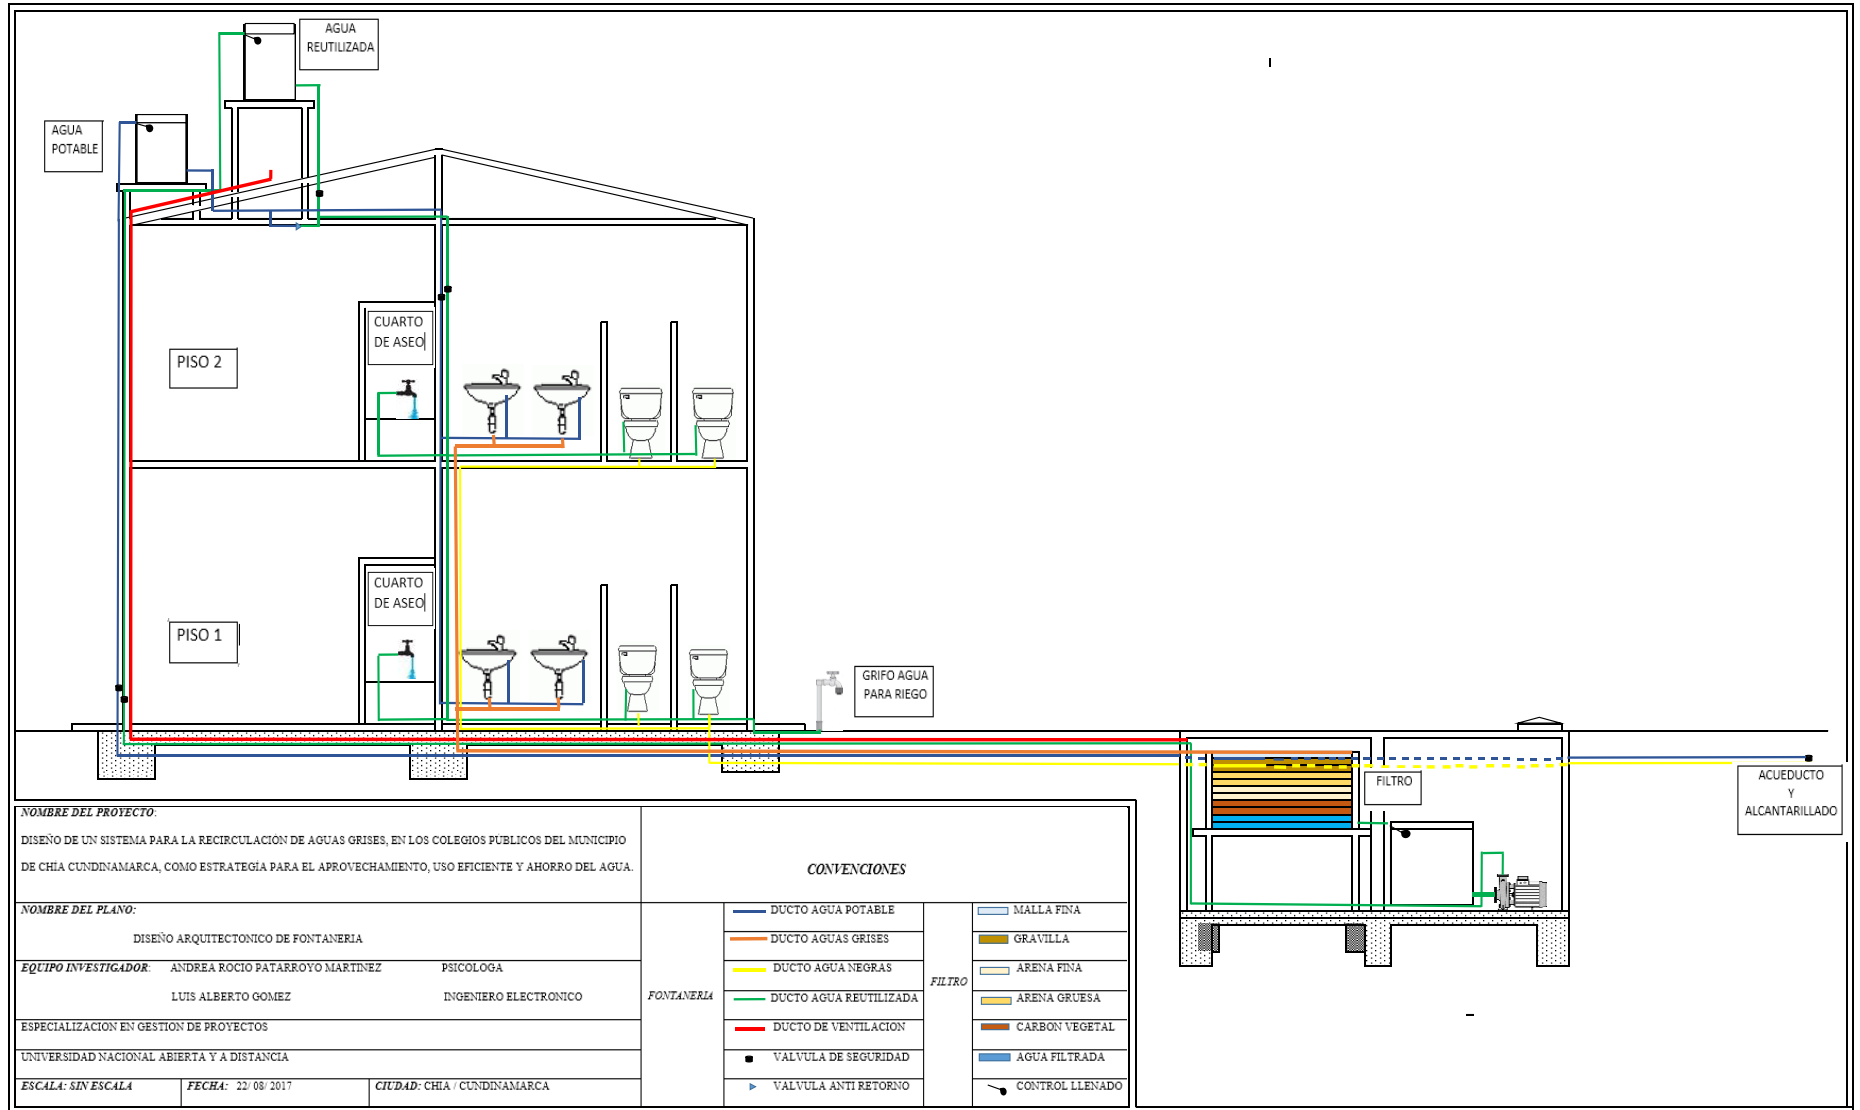 AGUA
REUTILIZADA
AGUA
POTABLE
CUARTO
DE ASEO
PISO 2
CUARTO
DE ASEO
PISO 1
GRIFO AGUA
PARA RIEGO
FILTRO
ACUEDUCTO
Y
ALCANTARILLADO
NOMBRE DEL PROYECTO:
DISEÑO DE UN SISTEMA PARA LA RECIRCULACIÓN DE AGUAS GRISES, EN LOS COLEGIOS PÚBLICOS DEL MUNICIPIO
DE CHÍA CUNDINAMARCA, COMO ESTRATEGIA PARA EL APROVECHAMIENTO, USO EFICIENTE Y AHORRO DEL AGUA.
NOMBRE DEL PLANO:
DISEÑO ARQUITECTONICO DE FONTANERIA
EQUIPO INVESTIGADOR: ANDREA ROCIO PATARROYO MARTINEZ PSICOLOGA
LUIS ALBERTO GOMEZ INGENIERO ELECTRONICO
ESPECIALIZACION EN GESTION DE PROYECTOS
UNIVERSIDAD NACIONAL ABIERTA Y A DISTANCIA
ESCALA: SIN ESCALA FECHA: 22/ 08/ 2017 CIUDAD: CHIA / CUNDINAMARCA
CONVENCIONES
FONTANERIA
DUCTO AGUA POTABLE
DUCTO AGUAS GRISES
DUCTO AGUA NEGRAS
DUCTO AGUA REUTILIZADA
DUCTO DE VENTILACION
VALVULA DE SEGURIDAD
VALVULA ANTI RETORNO
FILTRO
MALLA FINA
GRAVILLA
ARENA FINA
ARENA GRUESA
CARBON VEGETAL
AGUA FILTRADA
CONTROL LLENADO